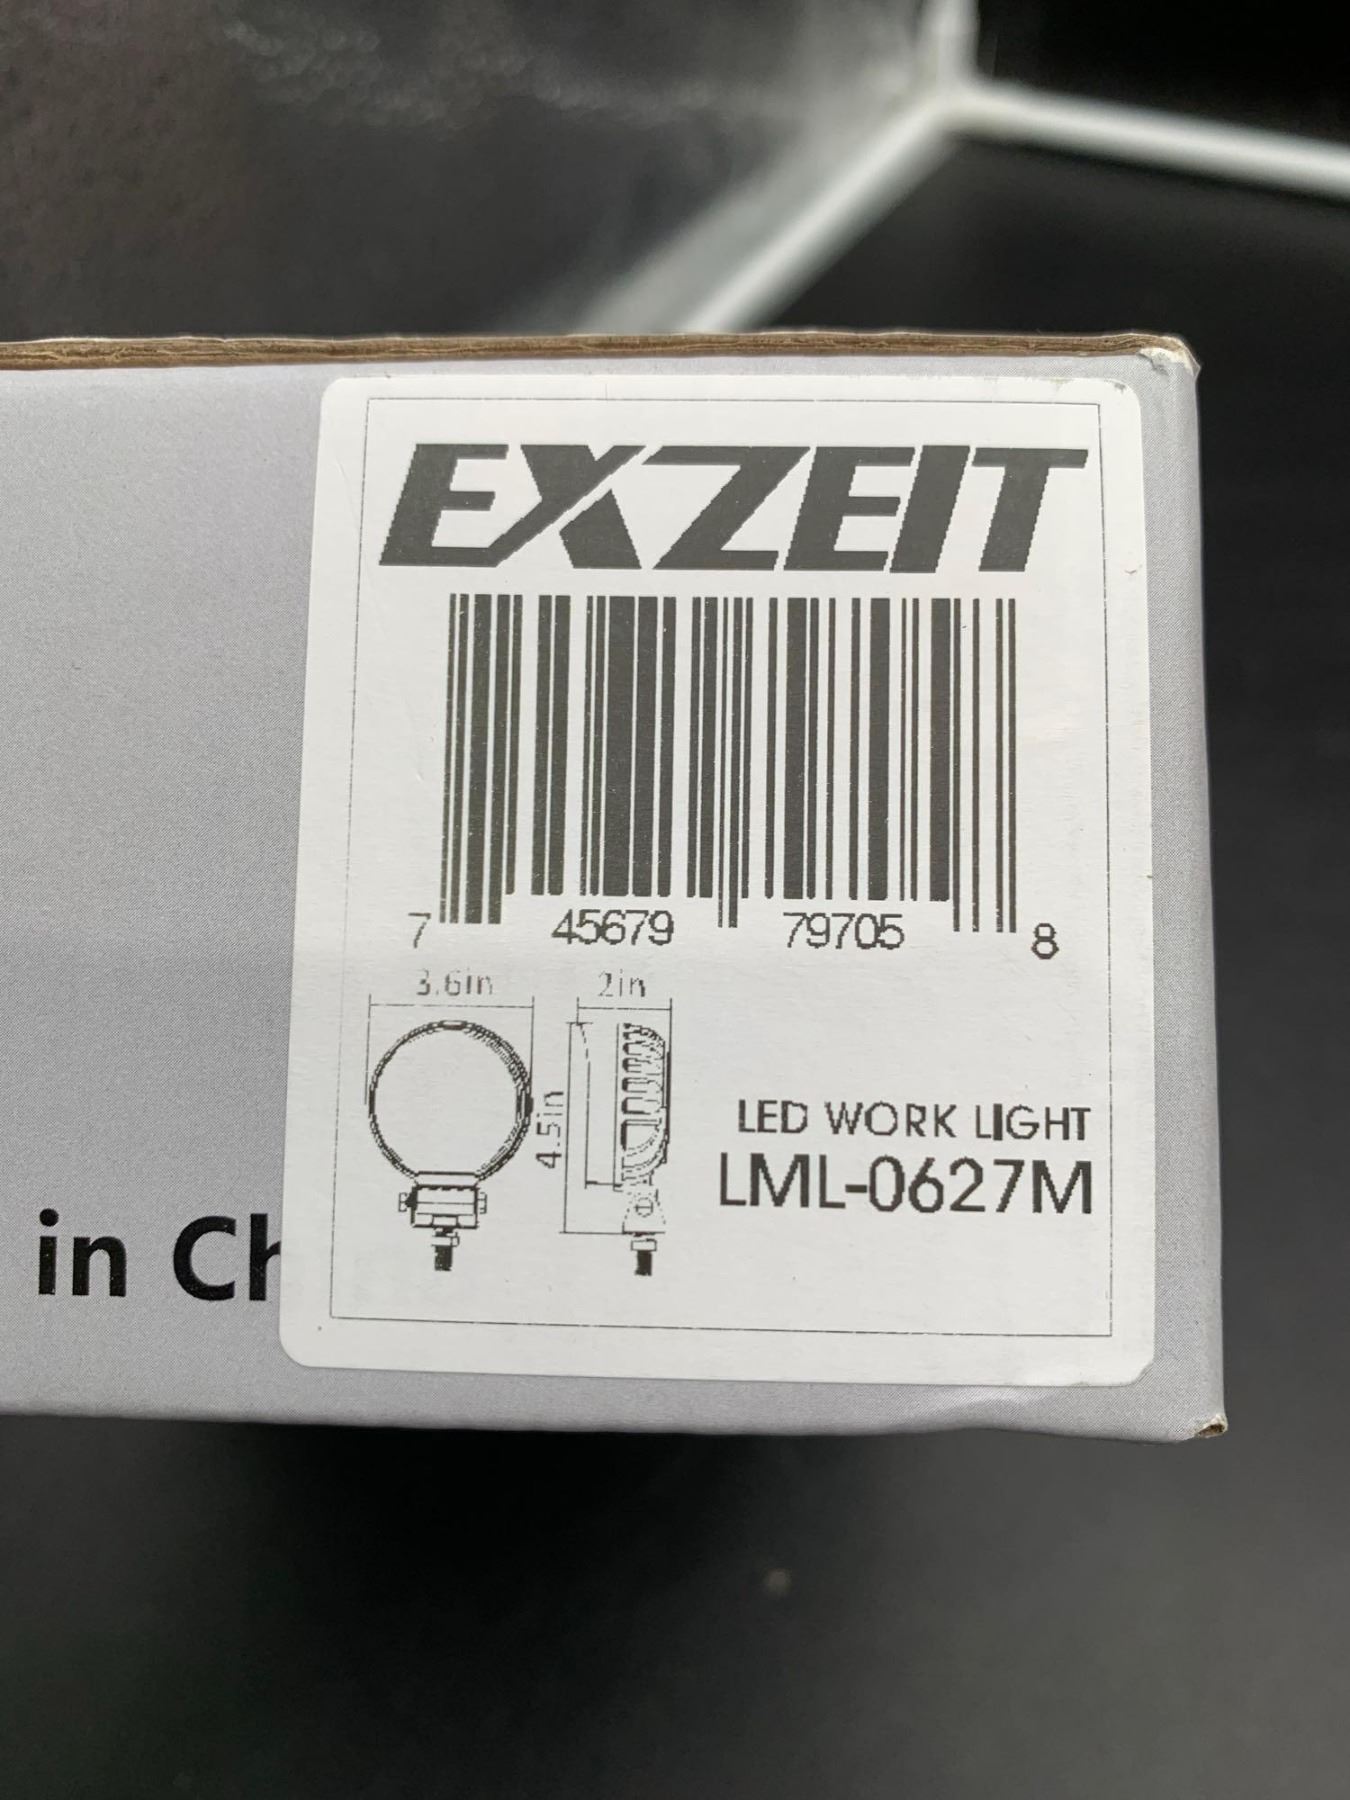 EXZEIT
7 45679 79705 8
3.6in 2in
4.5in
LED WORK LIGHT
LML-0627M
in Ch